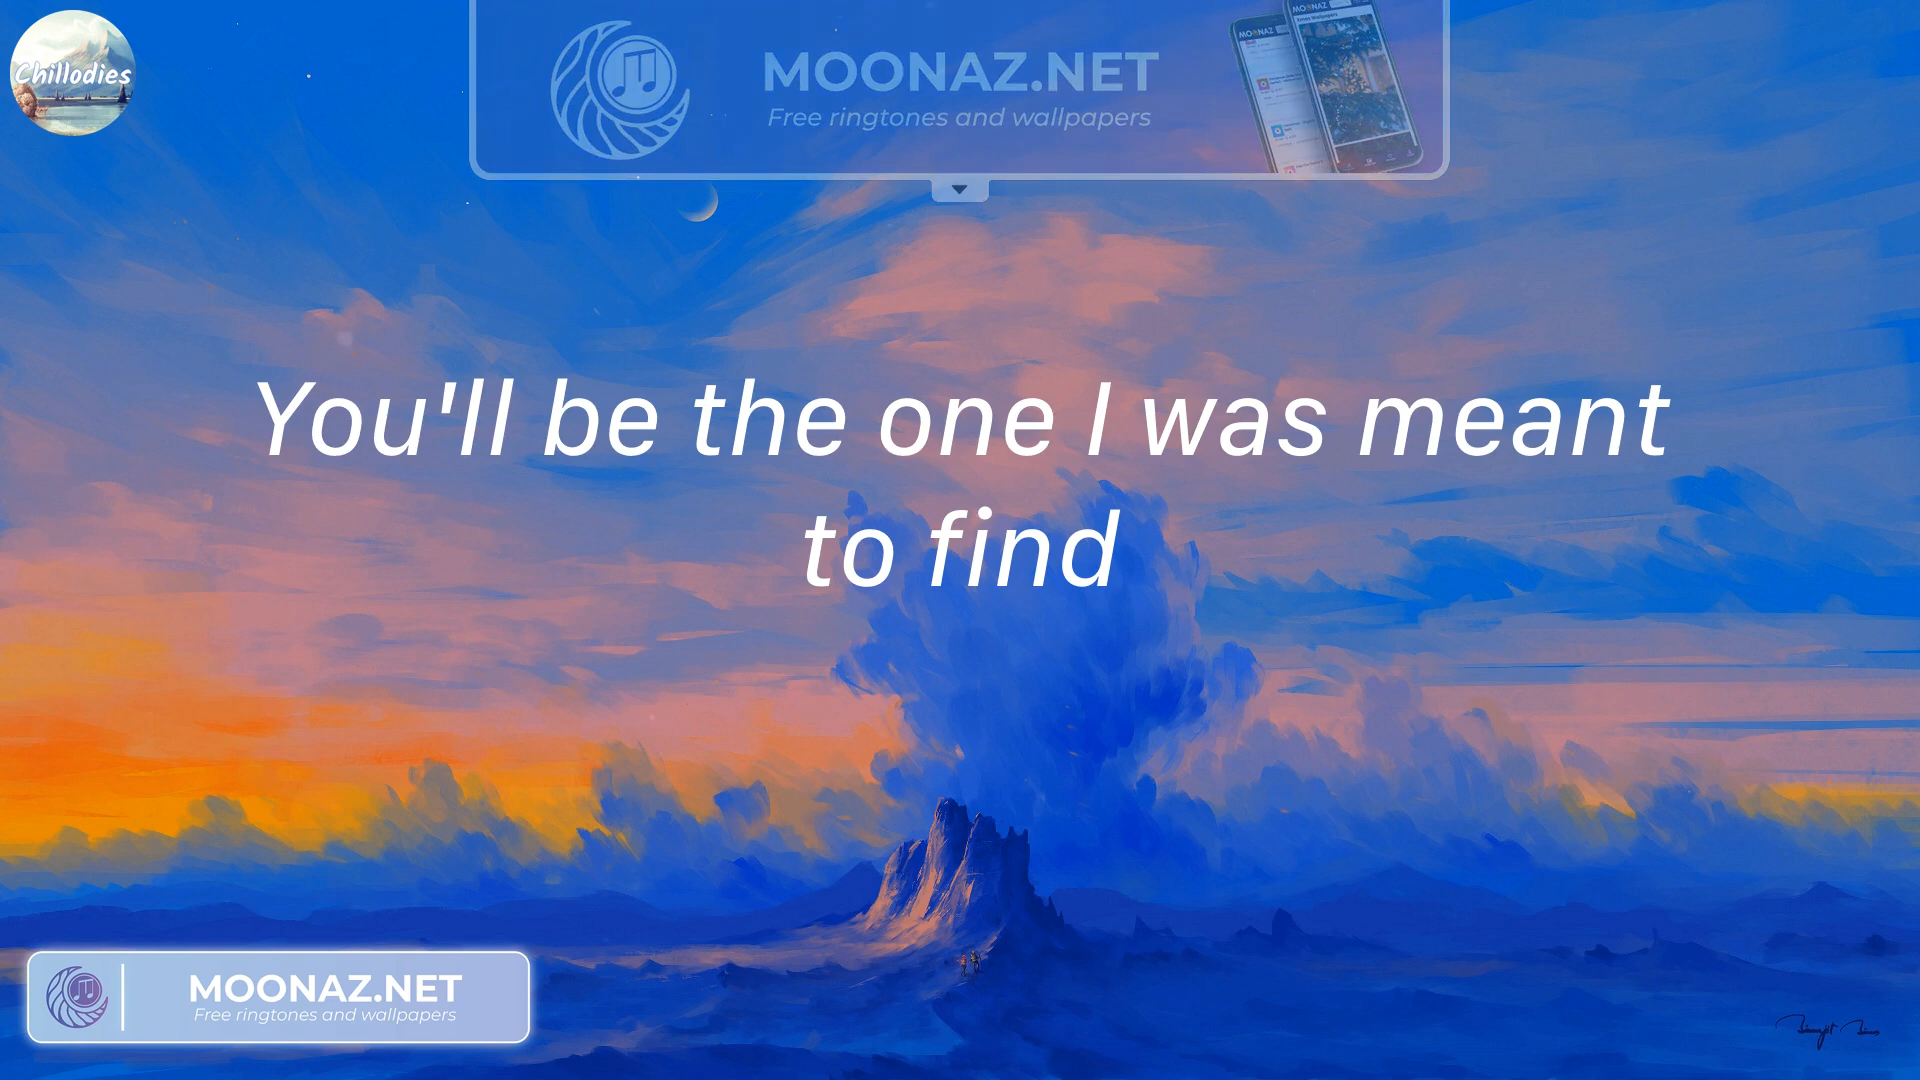 Chillodies
MOONAZ.NET
Free ringtones and wallpapers
You'll be the one I was meant
to find
MOONAZ.NET
Free ringtones and wallpapers